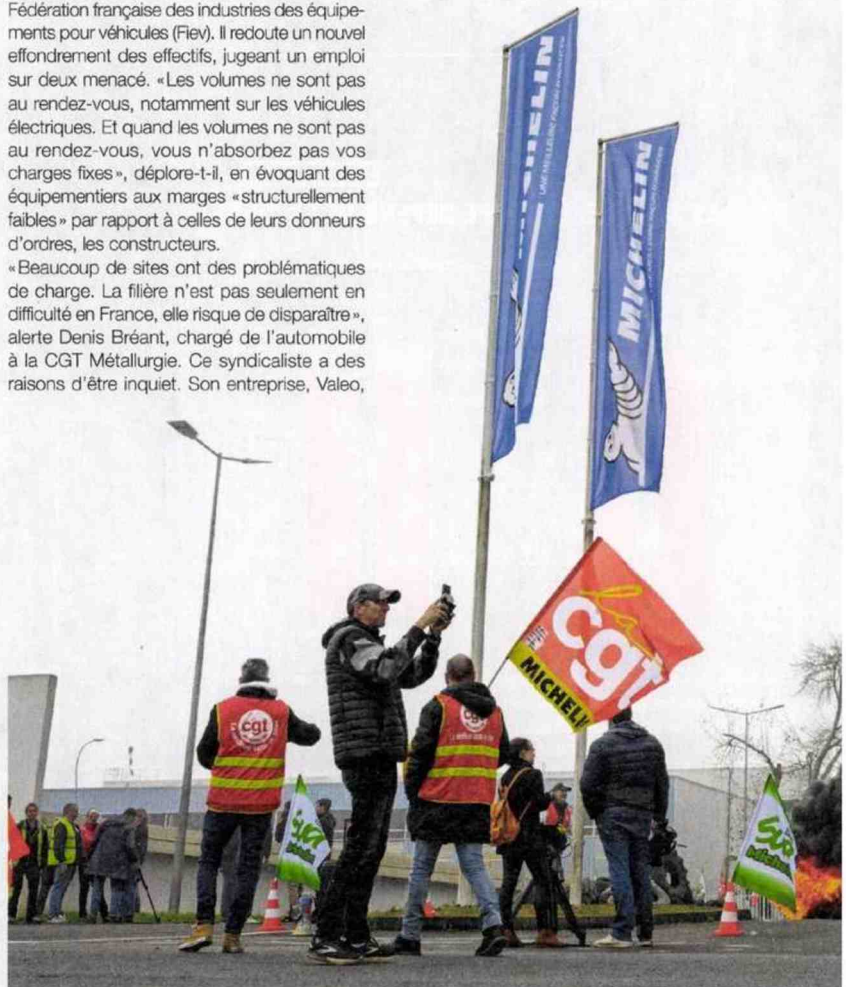 Fédération française des industries des équipe-
ments pour véhicules (Fiev). Il redoute un nouvel
effondrement des effectifs, jugeant un emploi
sur deux menacé. «Les volumes ne sont pas
au rendez-vous, notamment sur les véhicules
électriques. Et quand les volumes ne sont pas
au rendez-vous, vous n’absorbez pas vos
charges fixes», déplore-t-il, en évoquant des
équipementiers aux marges «structurellement
faibles» par rapport à celles de leurs donneurs
d’ordres, les constructeurs.
«Beaucoup de sites ont des problématiques
de charge. La filière n’est pas seulement en
difficulté en France, elle risque de disparaître»,
alerte Denis Bréant, chargé de l’automobile
à la CGT Métallurgie. Ce syndicaliste a des
raisons d’être inquiet. Son entreprise, Valeo,
MICHELIN
UNE MEILLEURE FAÇON D'AVANCER
MICHELIN
la
cgt
MICHELI
cgt
cgt
SUD
Michelin